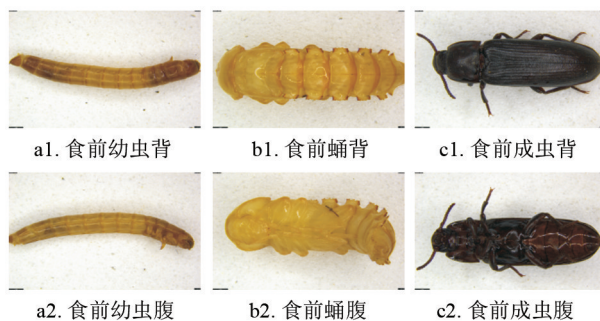 a1. 食前幼虫背
b1. 食前蛹背
c1. 食前成虫背
a2. 食前幼虫腹
b2. 食前蛹腹
c2. 食前成虫腹